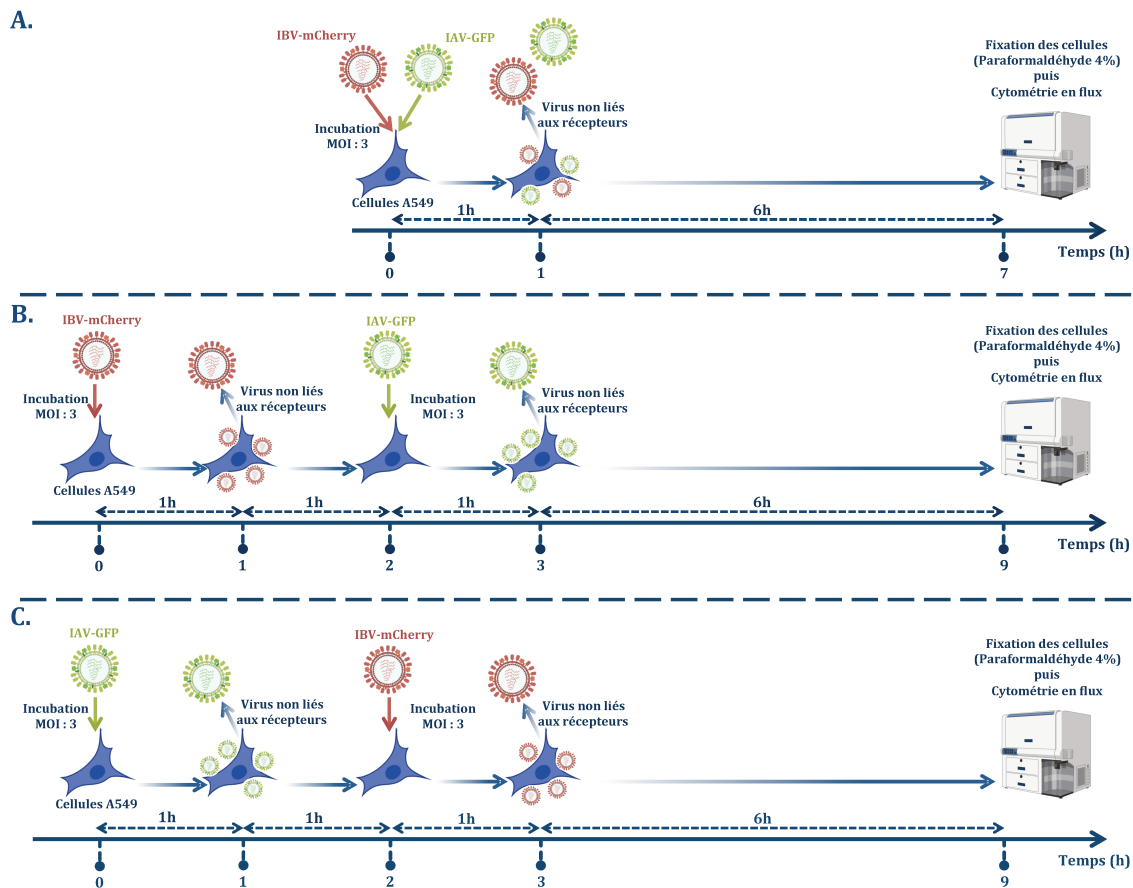 A.
IBV-mCherry
IAV-GFP
Fixation des cellules
(Paraformaldéhyde 4%)
puis
Cytométrie en flux
Virus non liés
aux récepteurs
Incubation
MOI : 3
Cellules A549
1h
6h
Temps (h)
0
1
7
B.
IBV-mCherry
IAV-GFP
Fixation des cellules
(Paraformaldéhyde 4%)
puis
Cytométrie en flux
Incubation
MOI : 3
Virus non liés
aux récepteurs
Incubation
MOI : 3
Virus non liés
aux récepteurs
Cellules A549
1h
1h
1h
6h
Temps (h)
0
1
2
3
9
C.
IAV-GFP
IBV-mCherry
Fixation des cellules
(Paraformaldéhyde 4%)
puis
Cytométrie en flux
Incubation
MOI : 3
Virus non liés
aux récepteurs
Incubation
MOI : 3
Virus non liés
aux récepteurs
Cellules A549
1h
1h
1h
6h
Temps (h)
0
1
2
3
9